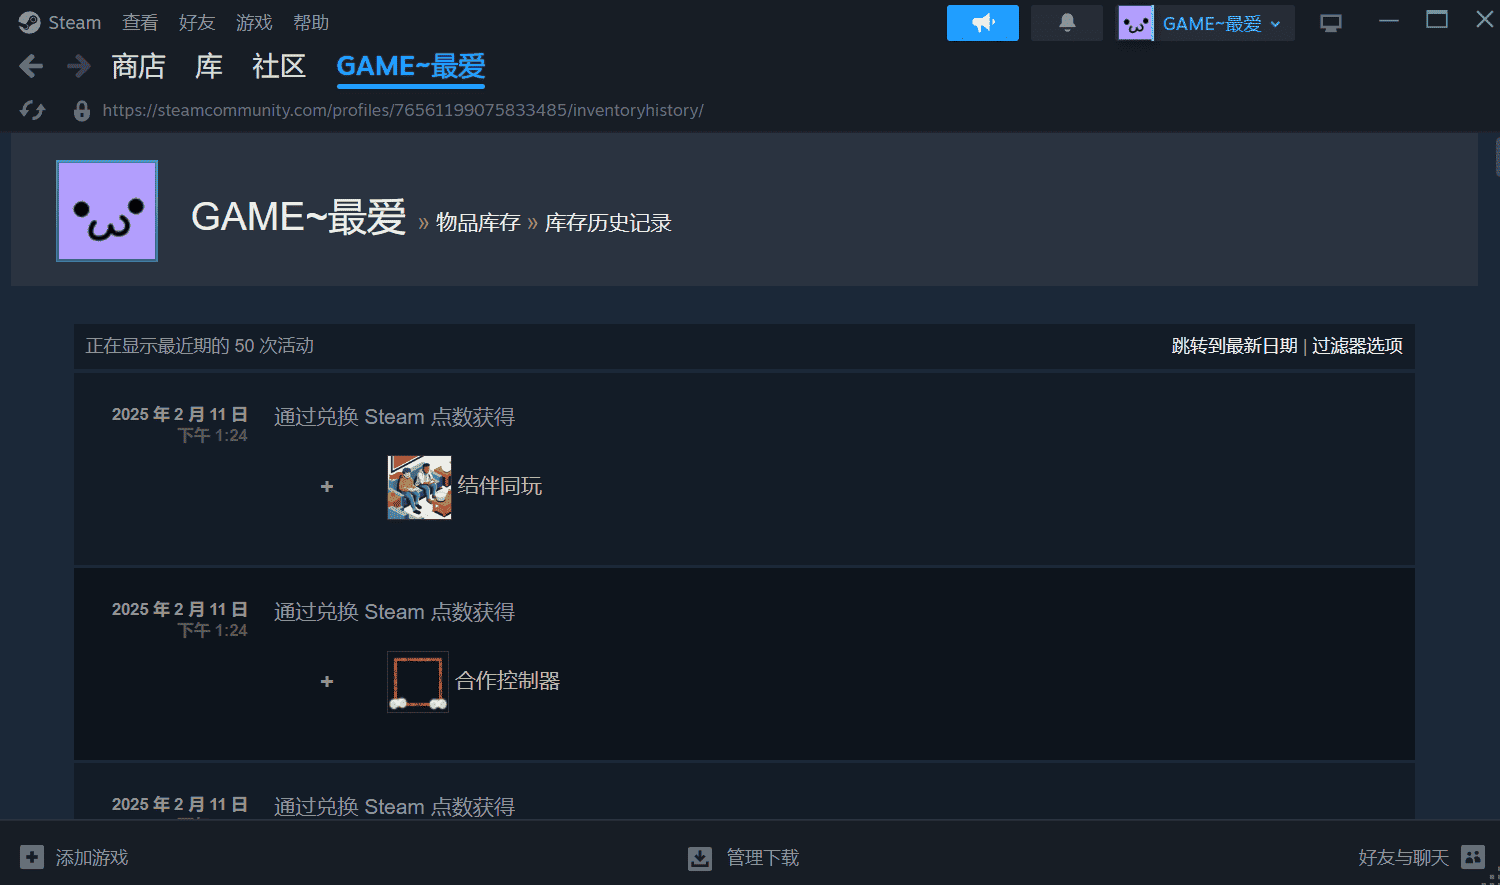 Steam 查看 好友 游戏 帮助 GAME~最爱
商店 库 社区 GAME~最爱
https://steamcommunity.com/profiles/76561199075833485/inventoryhistory/
GAME~最爱 » 物品库存 » 库存历史记录
正在显示最近期的 50 次活动 跳转到最新日期 | 过滤器选项
2025 年 2 月 11 日 通过兑换 Steam 点数获得
下午 1:24
+ 结伴同玩
2025 年 2 月 11 日 通过兑换 Steam 点数获得
下午 1:24
+ 合作控制器
2025 年 2 月 11 日 通过兑换 Steam 点数获得
添加游戏 管理下载 好友与聊天